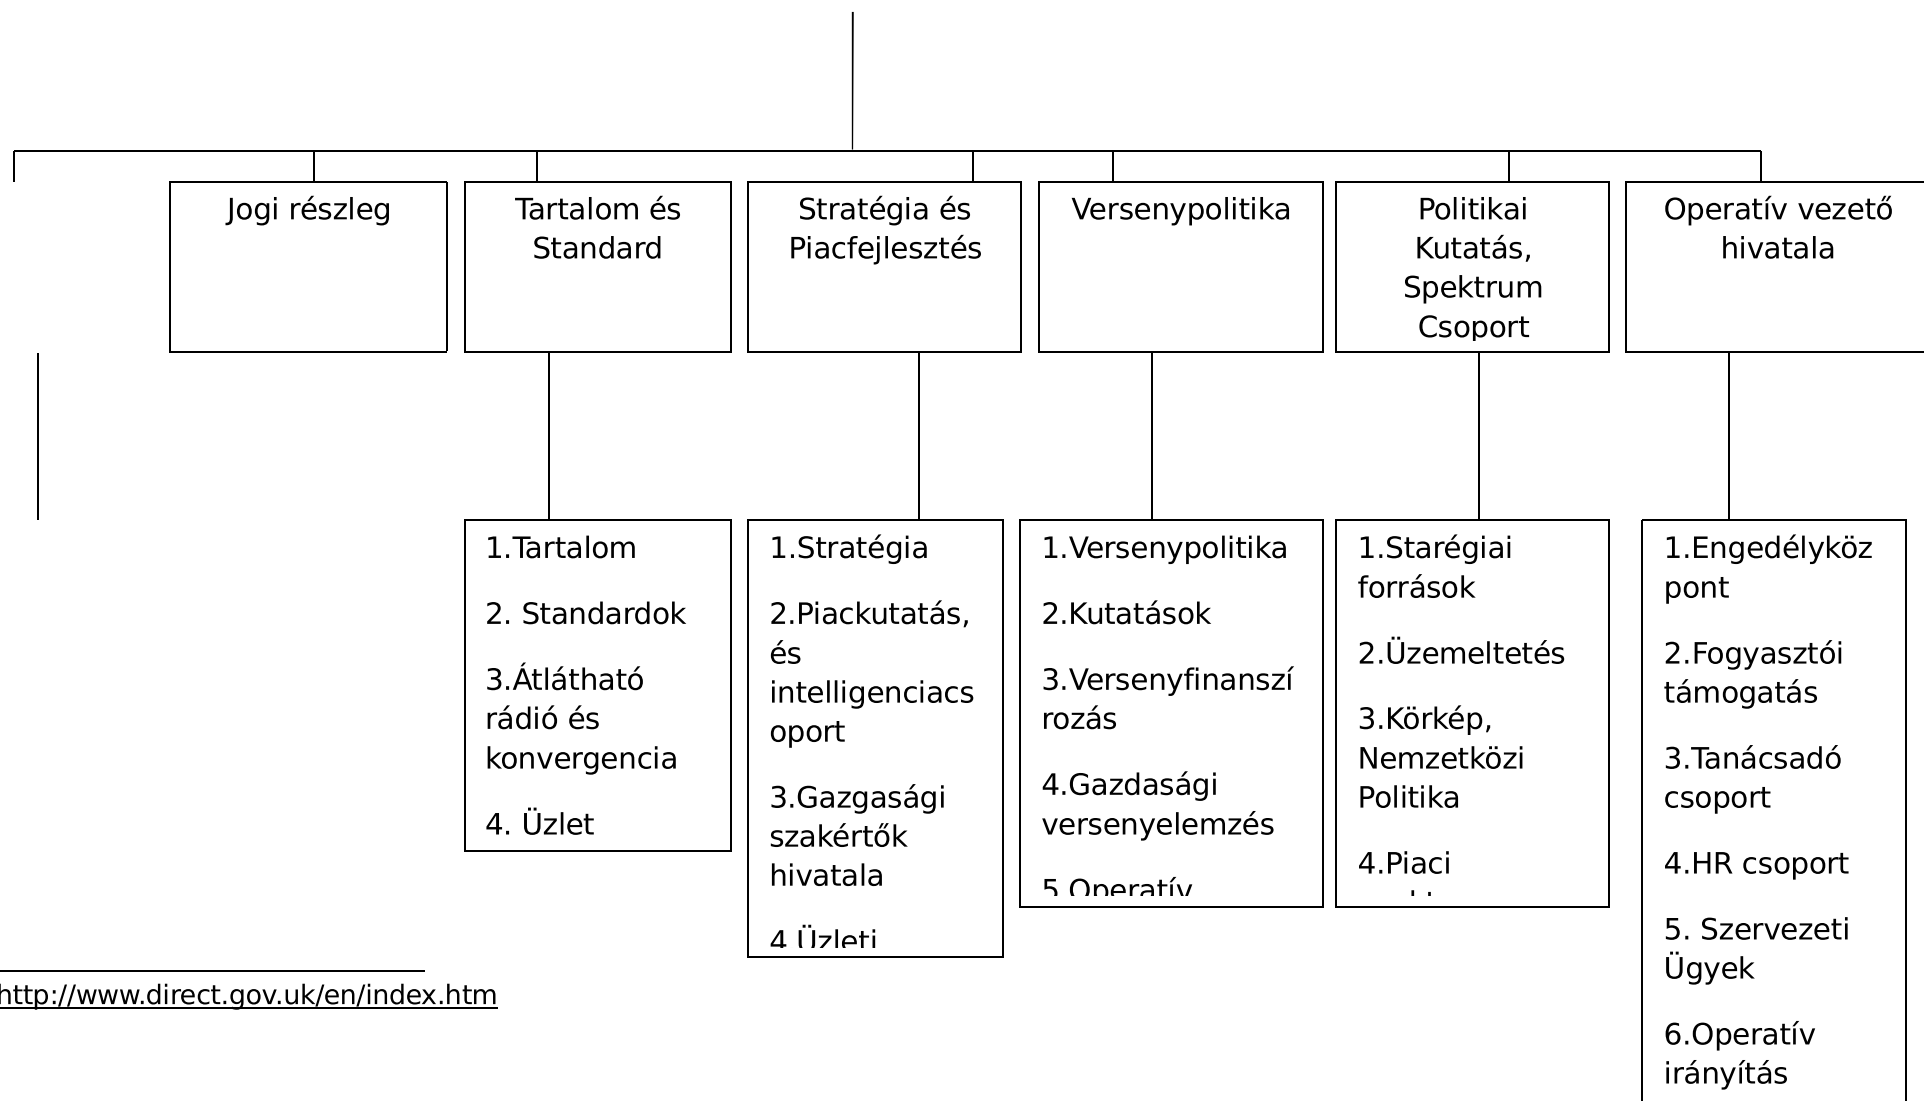 Jogi részleg
Tartalom és
Standard
Stratégia és
Piacfejlesztés
Versenypolitika
Politikai
Kutatás,
Spektrum
Csoport
Operatív vezető
hivatala
1.Tartalom
2. Standardok
3.Átlátható
rádió és
konvergencia
4. Üzlet
1.Stratégia
2.Piackutatás,
és
intelligenciacs
oport
3.Gazgasági
szakértők
hivatala
4.Üzleti
1.Versenypolitika
2.Kutatások
3.Versenyfinanszí
rozás
4.Gazdasági
versenyelemzés
5.Operatív
1.Starégiai
források
2.Üzemeltetés
3.Körkép,
Nemzetközi
Politika
4.Piaci
1.Engedélyköz
pont
2.Fogyasztói
támogatás
3.Tanácsadó
csoport
4.HR csoport
5. Szervezeti
Ügyek
6.Operatív
irányítás
http://www.direct.gov.uk/en/index.htm